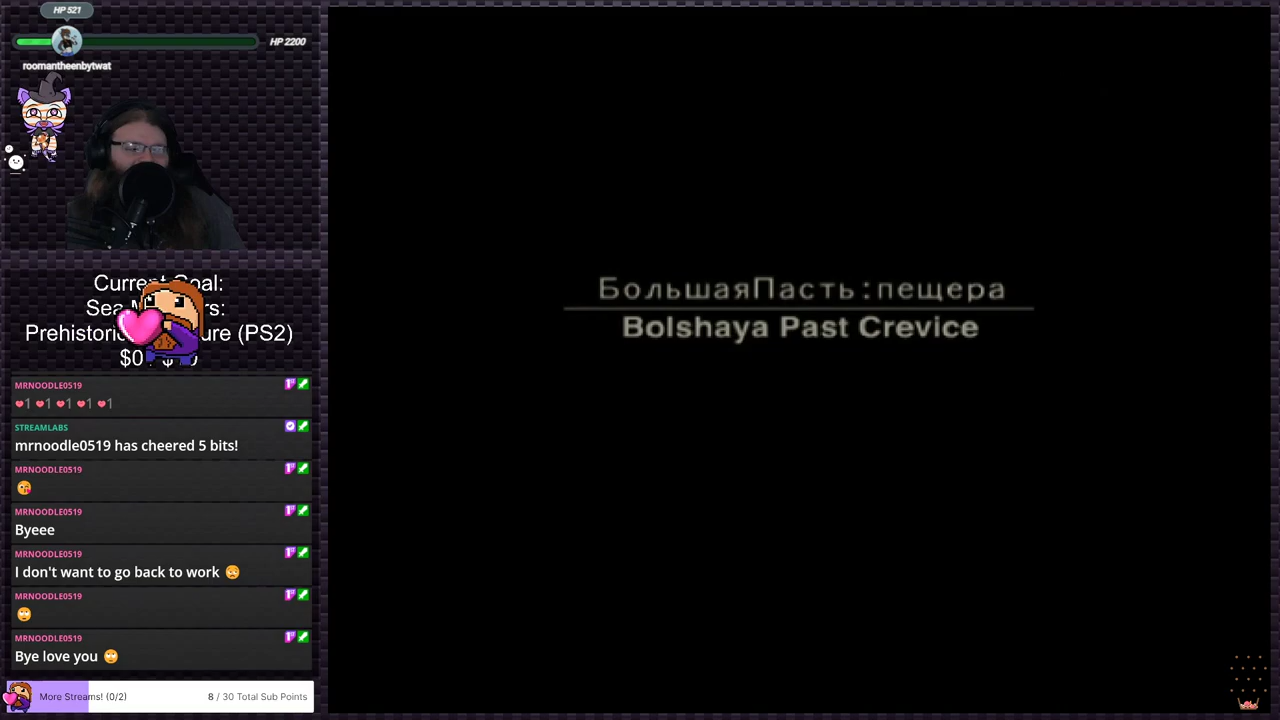 HP 521
HP 2200
roomantheenbytwat
Current Goal:
Prehistoric
(PS2)
$0
MRNOODLE0519
1 1 1 1 1
STREAMLABS
mrnoodle0519 has cheered 5 bits!
MRNOODLE0519
😘
MRNOODLE0519
Byeee
MRNOODLE0519
I don't want to go back to work 😩
MRNOODLE0519
🙄
MRNOODLE0519
Bye love you 🙄
More Streams! (0/2)
8 / 30 Total Sub Points
БольшаяПасть:пещера
Bolshaya Past Crevice